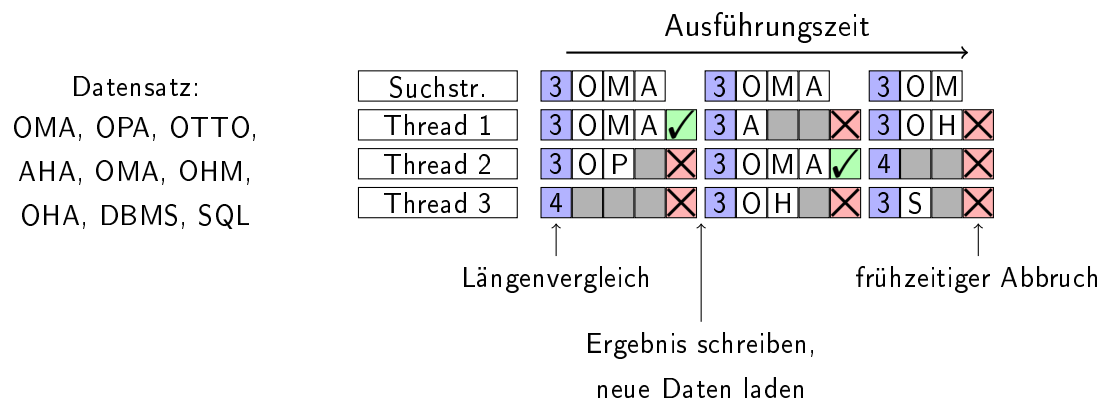 Ausführungszeit
Datensatz:
OMA, OPA, OTTO,
AHA, OMA, OHM,
OHA, DBMS, SQL
Suchstr. 3 O M A 3 O M A 3 O M
Thread 1 3 O M A ✓ 3 A ✗ 3 O H ✗
Thread 2 3 O P ✗ 3 O M A ✓ 4 ✗
Thread 3 4 ✗ 3 O H ✗ 3 S ✗
Längenvergleich
frühzeitiger Abbruch
Ergebnis schreiben,
neue Daten laden